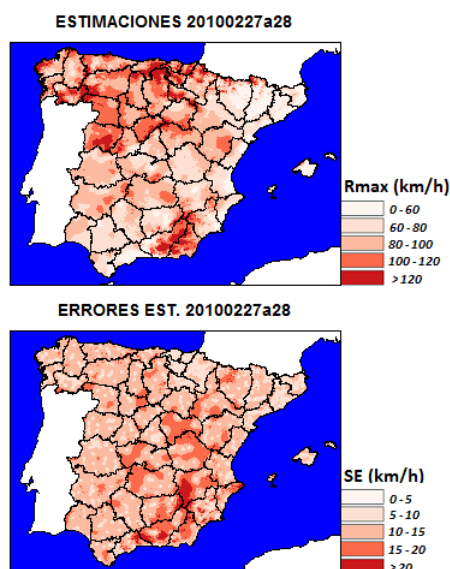 ESTIMACIONES 20100227a28
Rmax (km/h)
0 - 60
60 - 80
80 - 100
100 - 120
> 120
ERRORES EST. 20100227a28
SE (km/h)
0 - 5
5 - 10
10 - 15
15 - 20
> 20